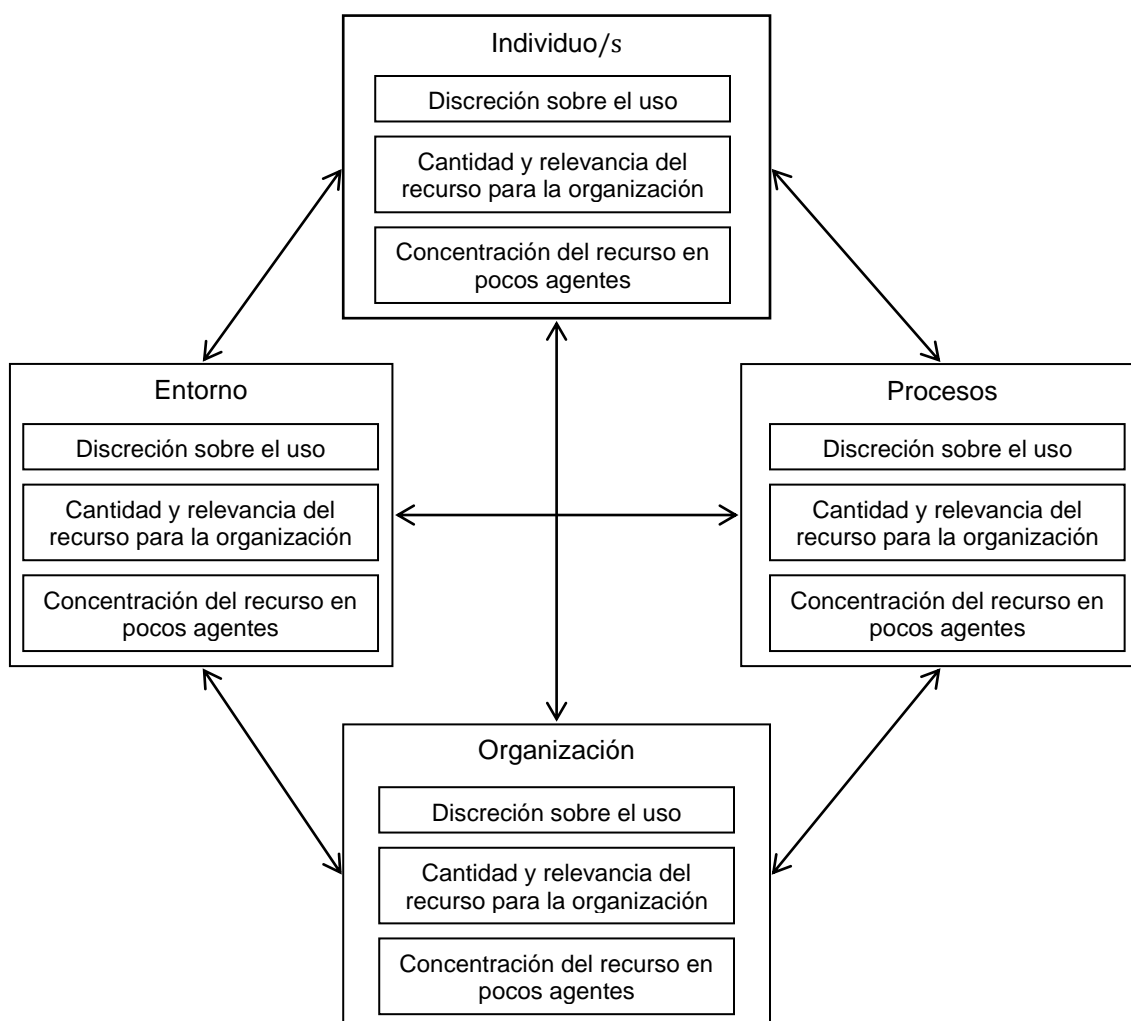 Individuo/s
Discreción sobre el uso
Cantidad y relevancia del
recurso para la organización
Concentración del recurso en
pocos agentes
Entorno
Discreción sobre el uso
Cantidad y relevancia del
recurso para la organización
Concentración del recurso en
pocos agentes
Procesos
Discreción sobre el uso
Cantidad y relevancia del
recurso para la organización
Concentración del recurso en
pocos agentes
Organización
Discreción sobre el uso
Cantidad y relevancia del
recurso para la organización
Concentración del recurso en
pocos agentes